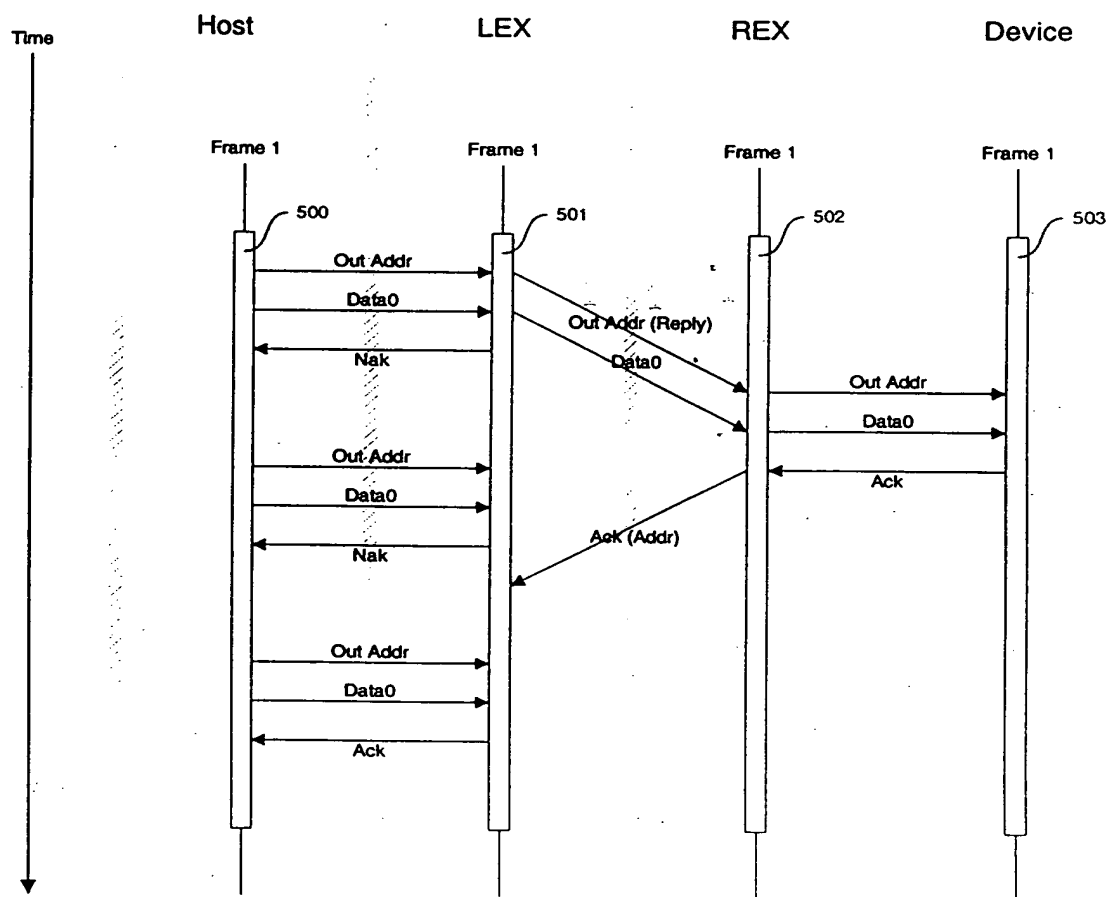 Time
Host
LEX
REX
Device
Frame 1
Frame 1
Frame 1
Frame 1
500
501
502
503
Out Addr
Data0
Out Addr (Reply)
Nak
Data0
Out Addr
Data0
Out Addr
Ack
Data0
Ack (Addr)
Nak
Out Addr
Data0
Ack